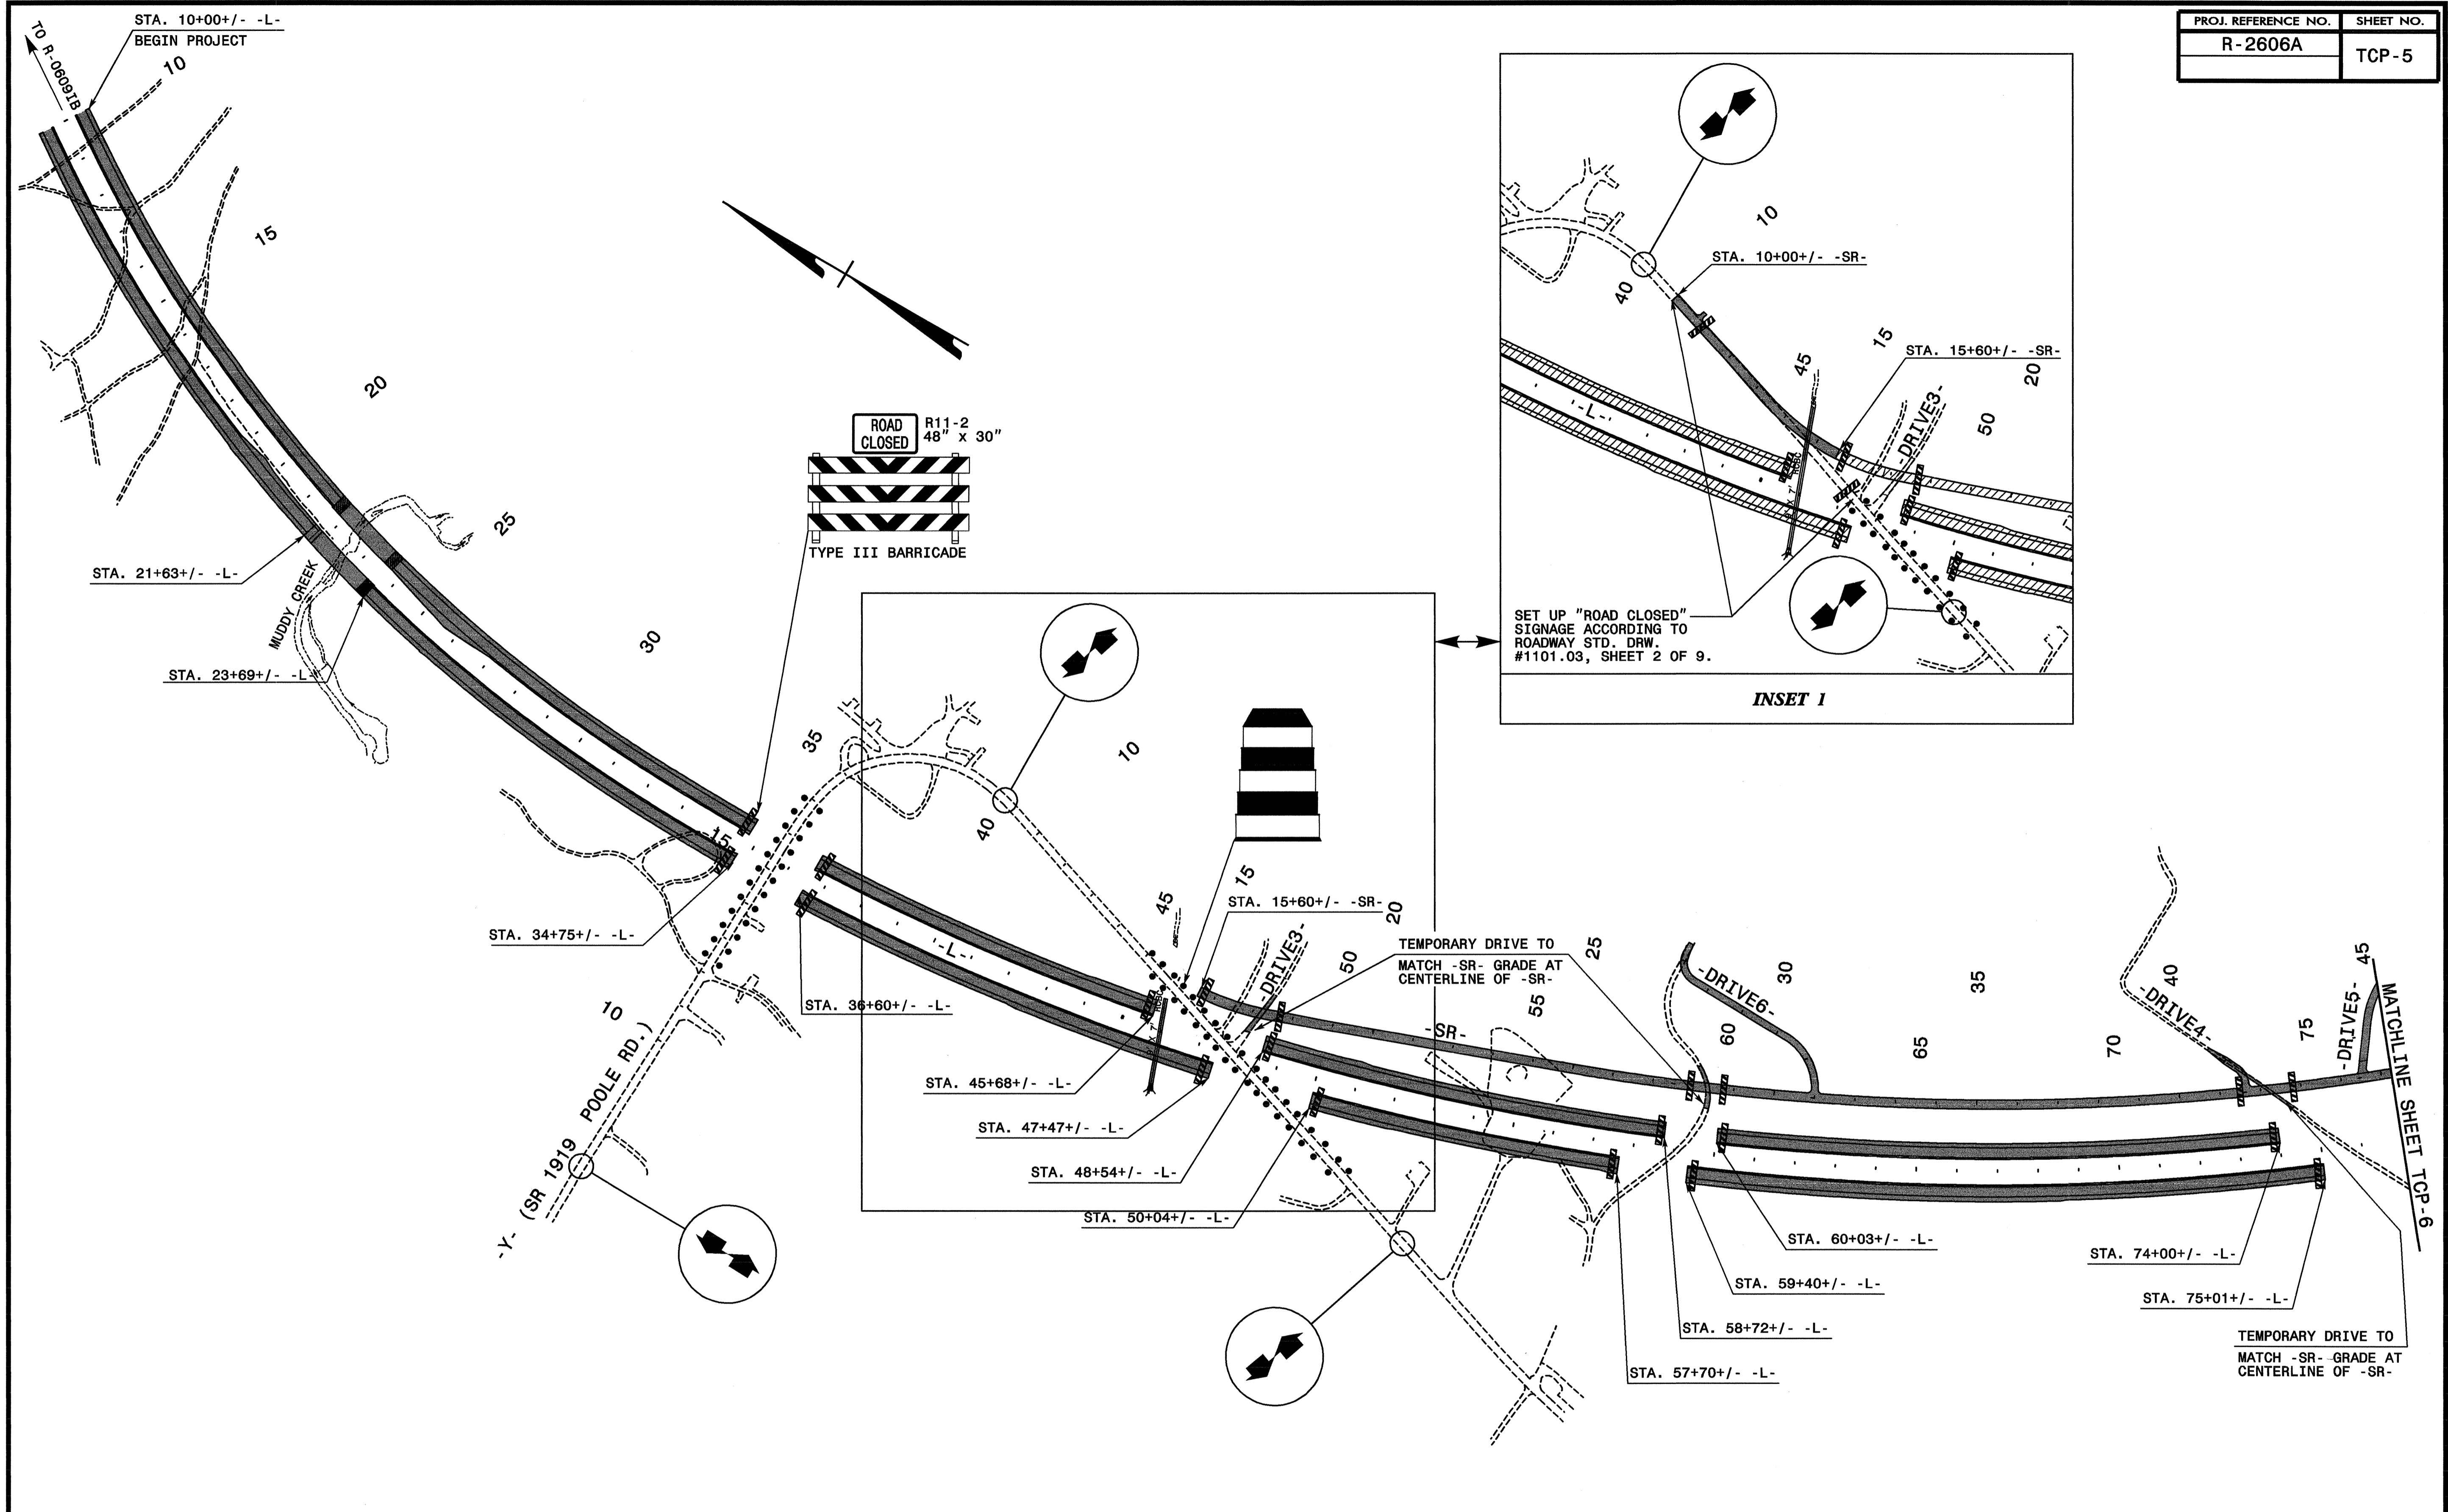 PROJ. REFERENCE NO.
SHEET NO.
R-2606A
TCP-5
STA. 10+00+/- -L-
BEGIN PROJECT
TO R-0609IB
10
15
20
25
30
35
STA. 21+63+/- -L-
MUDDY CREEK
STA. 23+69+/- -L-
ROAD
CLOSED
R11-2
48" x 30"
TYPE III BARRICADE
10
STA. 10+00+/- -SR-
40
15
45
STA. 15+60+/- -SR-
20
-DRIVE3-
50
-L-
X 7' RCBC
SET UP "ROAD CLOSED"
SIGNAGE ACCORDING TO
ROADWAY STD. DRW.
#1101.03, SHEET 2 OF 9.
INSET 1
10
40
15
STA. 34+75+/- -L-
45
15
STA. 15+60+/- -SR-
20
-DRIVE3-
50
-L-
X 7' RCBC
TEMPORARY DRIVE TO
MATCH -SR- GRADE AT
CENTERLINE OF -SR-
25
55
-SR-
-DRIVE6-
30
60
35
65
40
70
-DRIVE4-
75
-DRIVE5-
45
MATCHLINE SHEET TCP-6
STA. 36+60+/- -L-
10
-Y- (SR 1919 POOLE RD.)
STA. 45+68+/- -L-
STA. 47+47+/- -L-
STA. 48+54+/- -L-
STA. 50+04+/- -L-
STA. 60+03+/- -L-
STA. 59+40+/- -L-
STA. 58+72+/- -L-
STA. 57+70+/- -L-
STA. 74+00+/- -L-
STA. 75+01+/- -L-
TEMPORARY DRIVE TO
MATCH -SR- GRADE AT
CENTERLINE OF -SR-